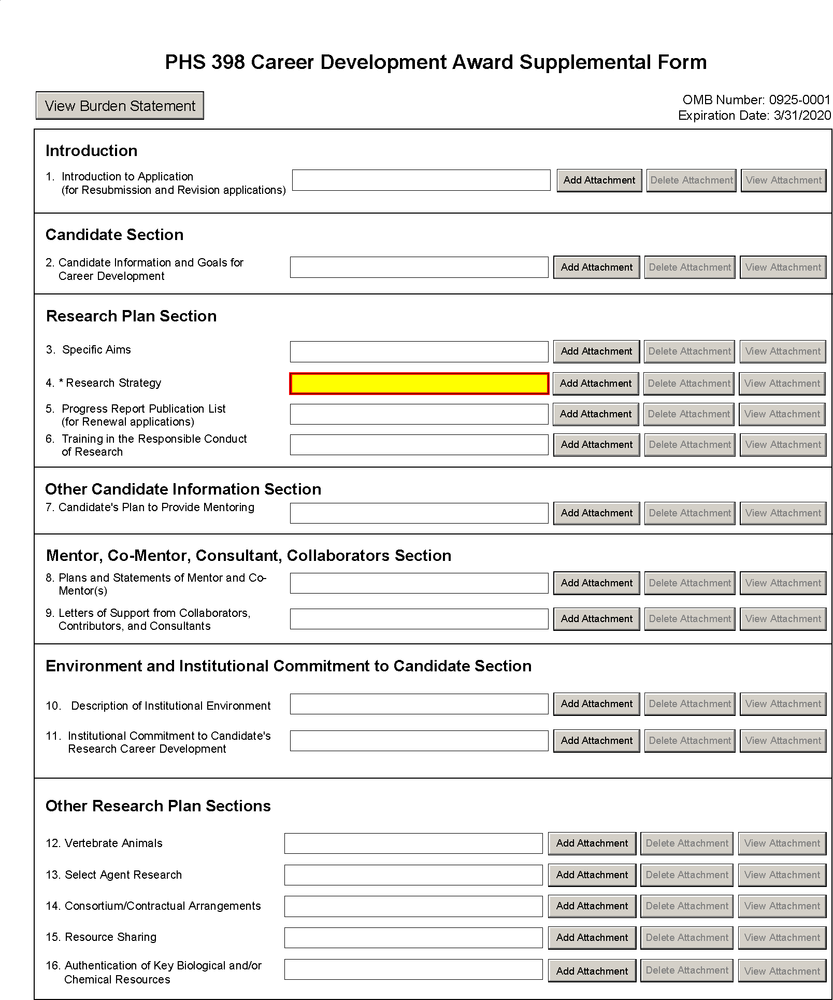 PHS 398 Career Development Award Supplemental Form
View Burden Statement
OMB Number: 0925-0001
Expiration Date: 3/31/2020
Introduction
1. Introduction to Application
(for Resubmission and Revision applications)
Add Attachment Delete Attachment View Attachment
Candidate Section
2. Candidate Information and Goals for
Career Development
Add Attachment Delete Attachment View Attachment
Research Plan Section
3. Specific Aims
Add Attachment Delete Attachment View Attachment
4. * Research Strategy
Add Attachment Delete Attachment View Attachment
5. Progress Report Publication List
(for Renewal applications)
Add Attachment Delete Attachment View Attachment
6. Training in the Responsible Conduct
of Research
Add Attachment Delete Attachment View Attachment
Other Candidate Information Section
7. Candidate's Plan to Provide Mentoring
Add Attachment Delete Attachment View Attachment
Mentor, Co-Mentor, Consultant, Collaborators Section
8. Plans and Statements of Mentor and Co-
Mentor(s)
Add Attachment Delete Attachment View Attachment
9. Letters of Support from Collaborators,
Contributors, and Consultants
Add Attachment Delete Attachment View Attachment
Environment and Institutional Commitment to Candidate Section
10. Description of Institutional Environment
Add Attachment Delete Attachment View Attachment
11. Institutional Commitment to Candidate's
Research Career Development
Add Attachment Delete Attachment View Attachment
Other Research Plan Sections
12. Vertebrate Animals
Add Attachment Delete Attachment View Attachment
13. Select Agent Research
Add Attachment Delete Attachment View Attachment
14. Consortium/Contractual Arrangements
Add Attachment Delete Attachment View Attachment
15. Resource Sharing
Add Attachment Delete Attachment View Attachment
16. Authentication of Key Biological and/or
Chemical Resources
Add Attachment Delete Attachment View Attachment